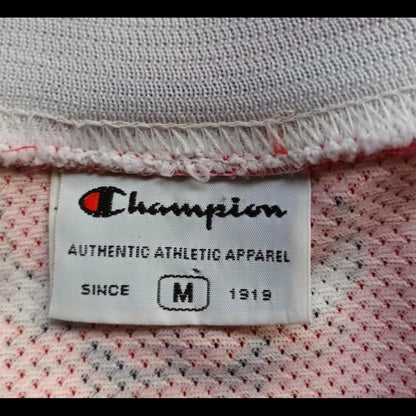 Champion
AUTHENTIC ATHLETIC APPAREL
SINCE M 1919